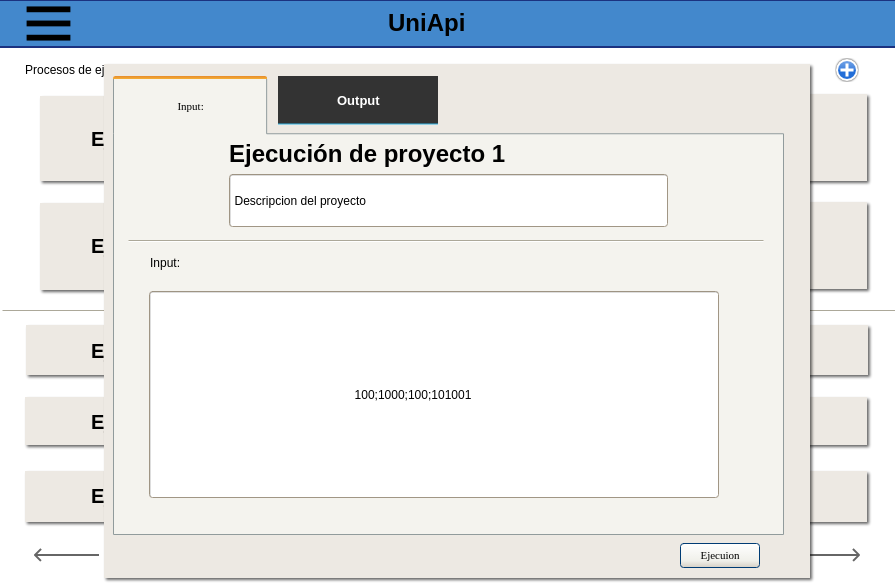 UniApi
Procesos de ej
Input:
Output
E
Ejecución de proyecto 1
Descripcion del proyecto
E
Input:
E
100;1000;100;101001
E
E
Ejecuion